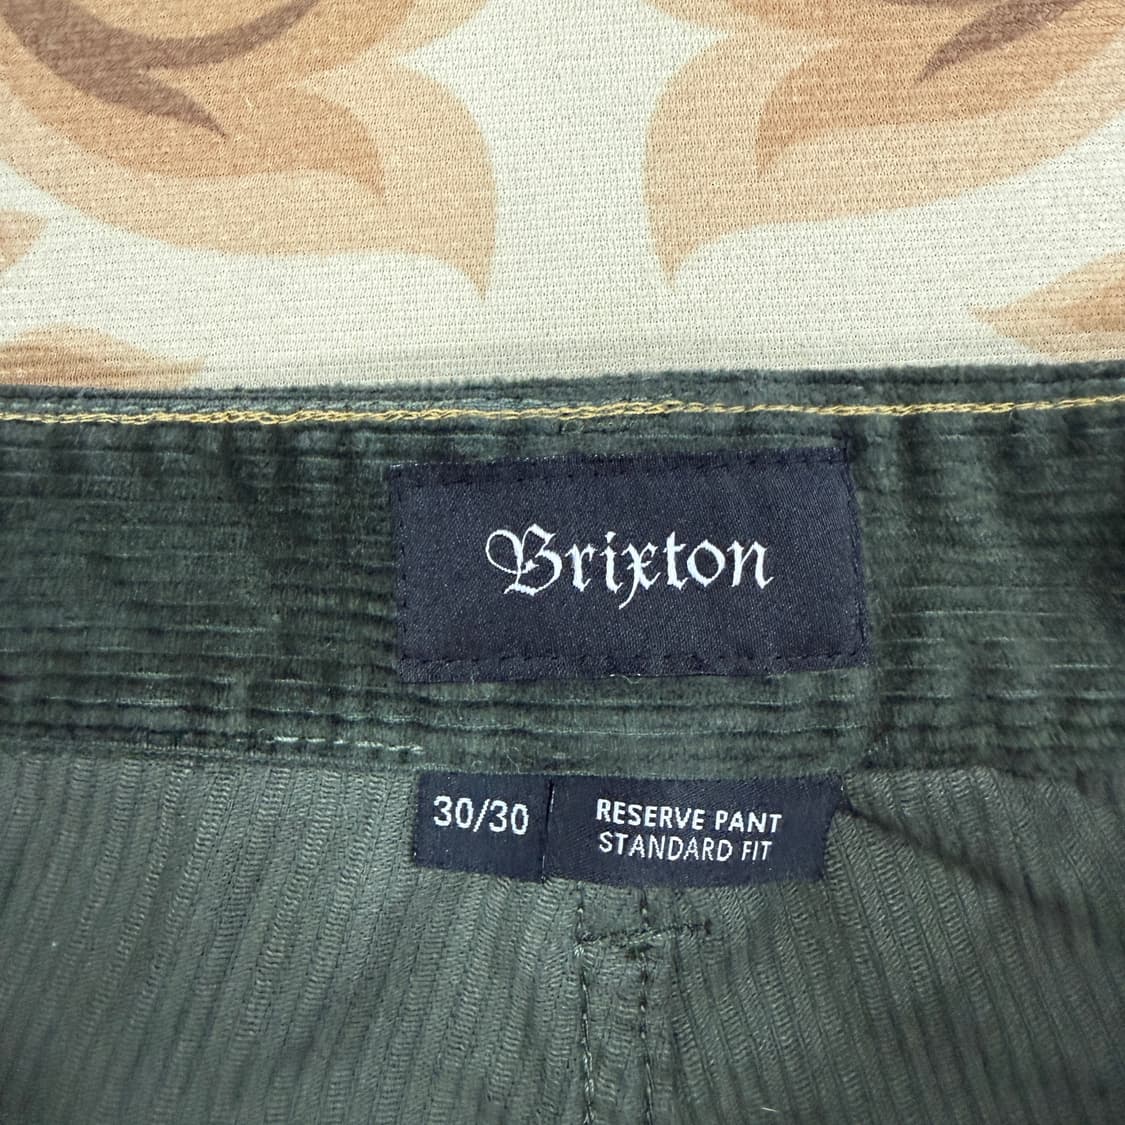 Brixton
30/30
RESERVE PANT
STANDARD FIT